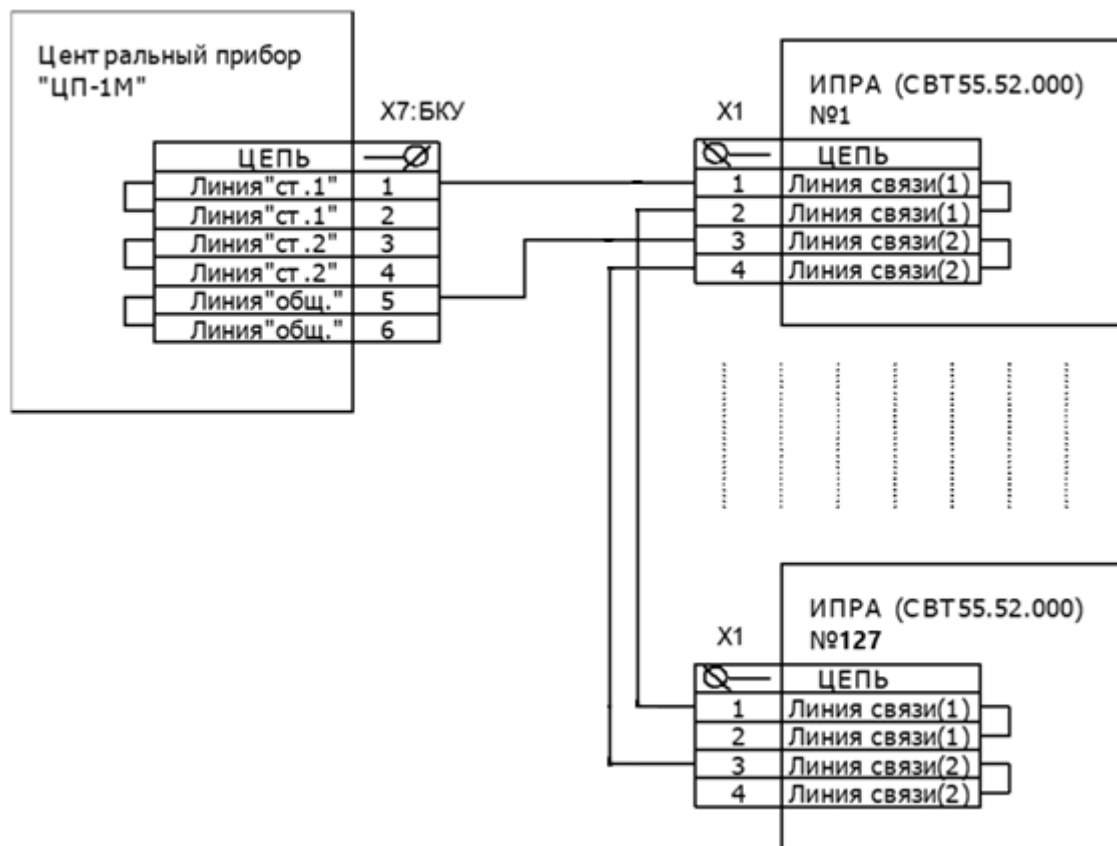 Центральный прибор
"ЦП-1М"
Х7:БКУ
ЦЕПЬ
Линия"ст.1" 1
Линия"ст.1" 2
Линия"ст.2" 3
Линия"ст.2" 4
Линия"общ." 5
Линия"общ." 6
ИПРА (СВТ55.52.000)
№1
Х1
ЦЕПЬ
1 Линия связи(1)
2 Линия связи(1)
3 Линия связи(2)
4 Линия связи(2)
ИПРА (СВТ55.52.000)
№127
Х1
ЦЕПЬ
1 Линия связи(1)
2 Линия связи(1)
3 Линия связи(2)
4 Линия связи(2)